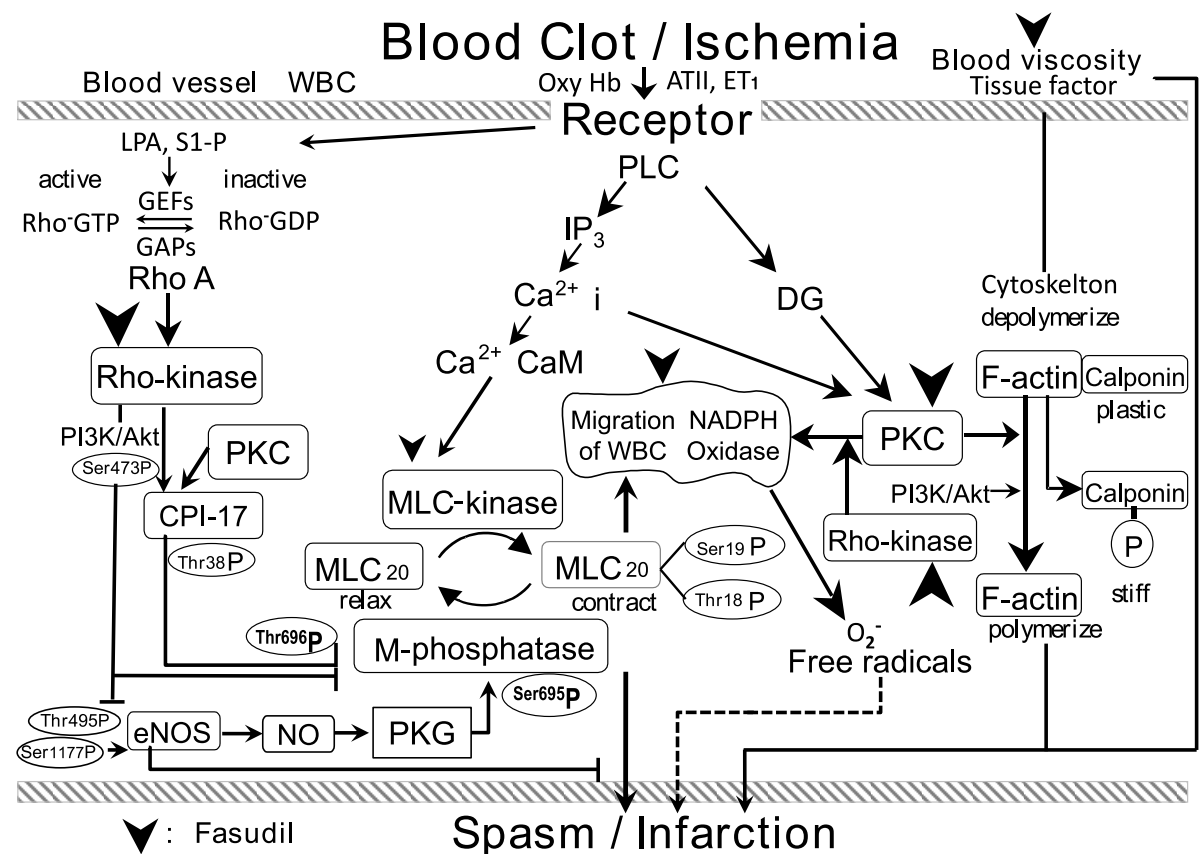 Blood Clot / Ischemia
Blood viscosity
Tissue factor
Blood vessel WBC
Oxy Hb
ATII, ET1
Receptor
LPA, S1-P
active
inactive
GEFs
Rho-GTP
Rho-GDP
GAPs
Rho A
PLC
IP3
Ca2+ i
DG
Ca2+ CaM
Cytoskelton
depolymerize
Rho-kinase
F-actin
Calponin
plastic
Migration
of WBC
NADPH
Oxidase
PKC
PI3K/Akt
Ser473P
PKC
CPI-17
Thr38 P
MLC-kinase
PI3K/Akt
Calponin
P
stiff
Rho-kinase
MLC20
relax
MLC20
contract
Ser19 P
Thr18 P
F-actin
polymerize
Thr696P
M-phosphatase
Ser695P
O2-
Free radicals
Thr495P
Ser1177P
eNOS
NO
PKG
: Fasudil
Spasm / Infarction